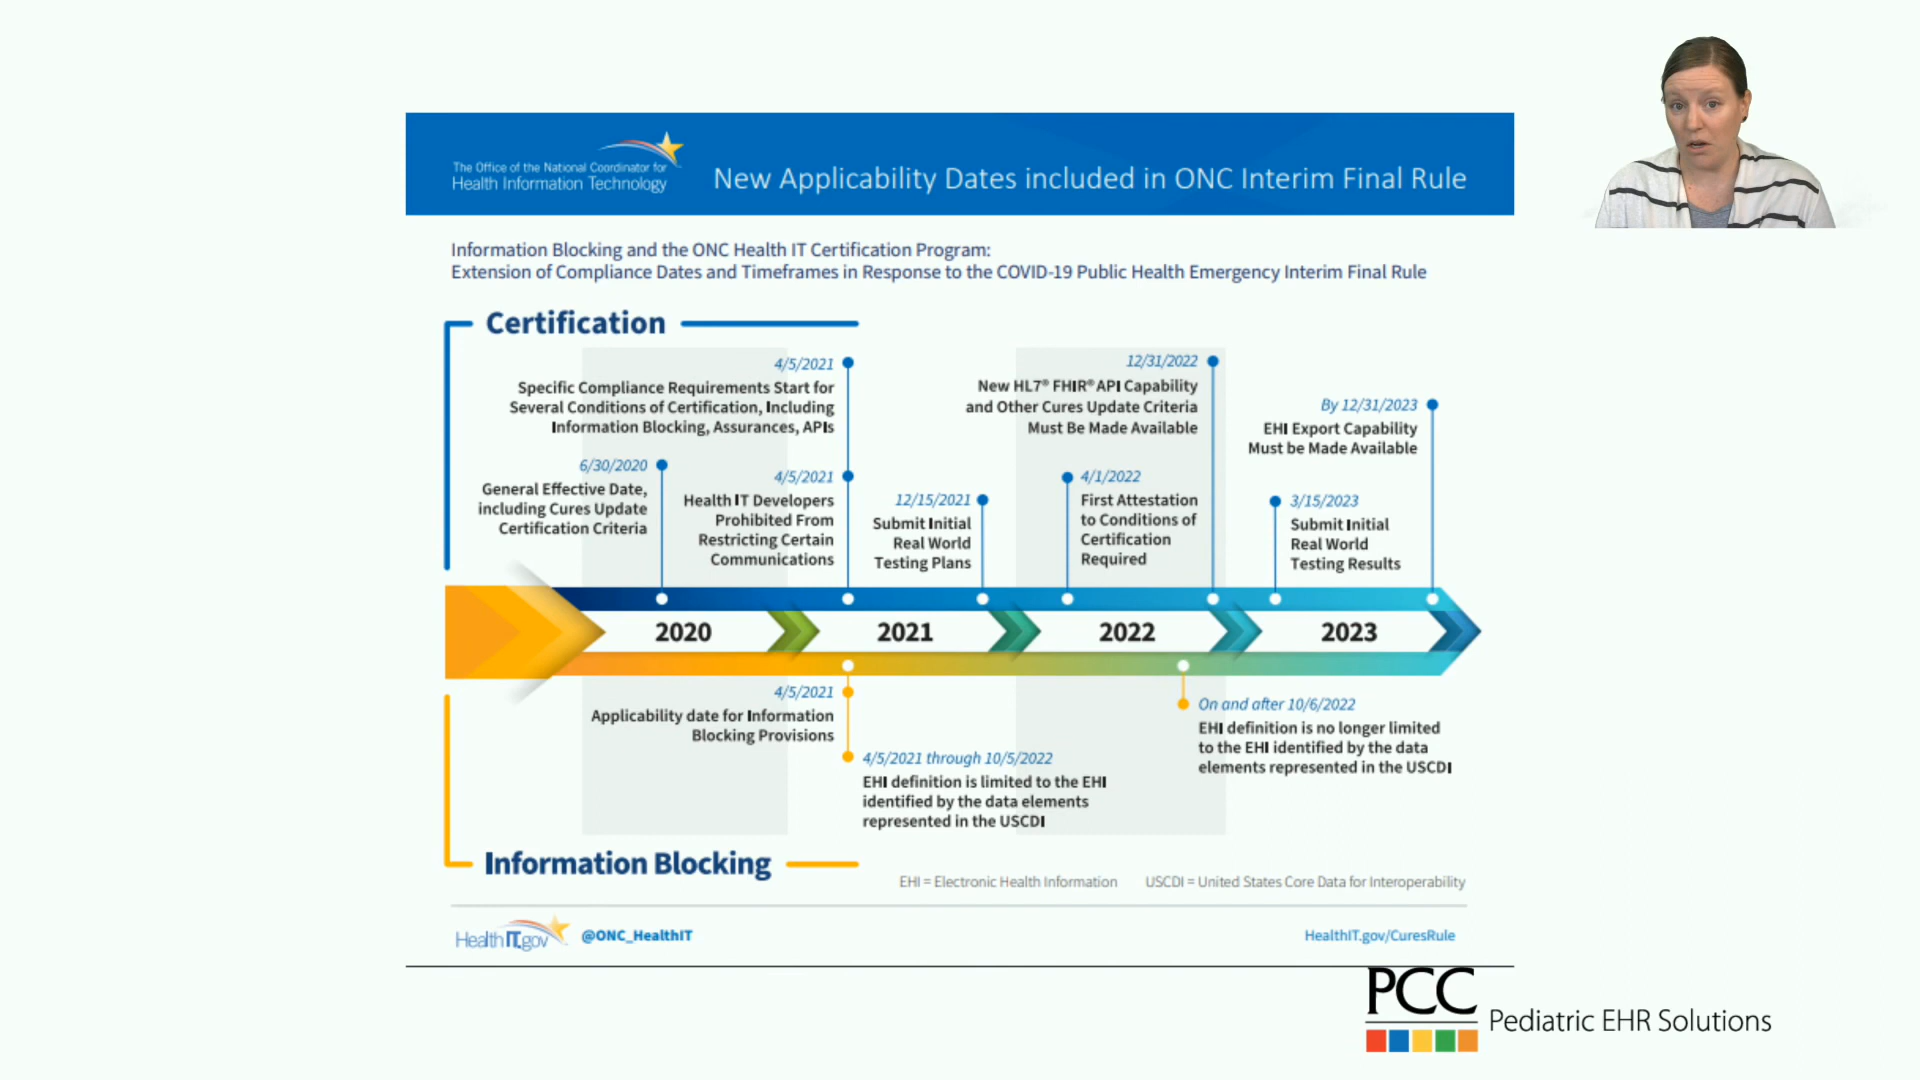 The Office of the National Coordinator for
Health Information Technology
New Applicability Dates included in ONC Interim Final Rule
Information Blocking and the ONC Health IT Certification Program:
Extension of Compliance Dates and Timeframes in Response to the COVID-19 Public Health Emergency Interim Final Rule
Certification
4/5/2021
Specific Compliance Requirements Start for
Several Conditions of Certification, Including
Information Blocking, Assurances, APIs
12/31/2022
New HL7® FHIR® API Capability
and Other Cures Update Criteria
Must Be Made Available
By 12/31/2023
EHI Export Capability
Must be Made Available
6/30/2020
General Effective Date,
including Cures Update
Certification Criteria
4/5/2021
Health IT Developers
Prohibited From
Restricting Certain
Communications
12/15/2021
Submit Initial
Real World
Testing Plans
4/1/2022
First Attestation
to Conditions of
Certification
Required
3/15/2023
Submit Initial
Real World
Testing Results
2020
2021
2022
2023
4/5/2021
Applicability date for Information
Blocking Provisions
4/5/2021 through 10/5/2022
EHI definition is limited to the EHI
identified by the data elements
represented in the USCDI
On and after 10/6/2022
EHI definition is no longer limited
to the EHI identified by the data
elements represented in the USCDI
Information Blocking
EHI = Electronic Health Information
USCDI = United States Core Data for Interoperability
HealthIT.gov
@ONC_HealthIT
HealthIT.gov/CuresRule
PCC
Pediatric EHR Solutions